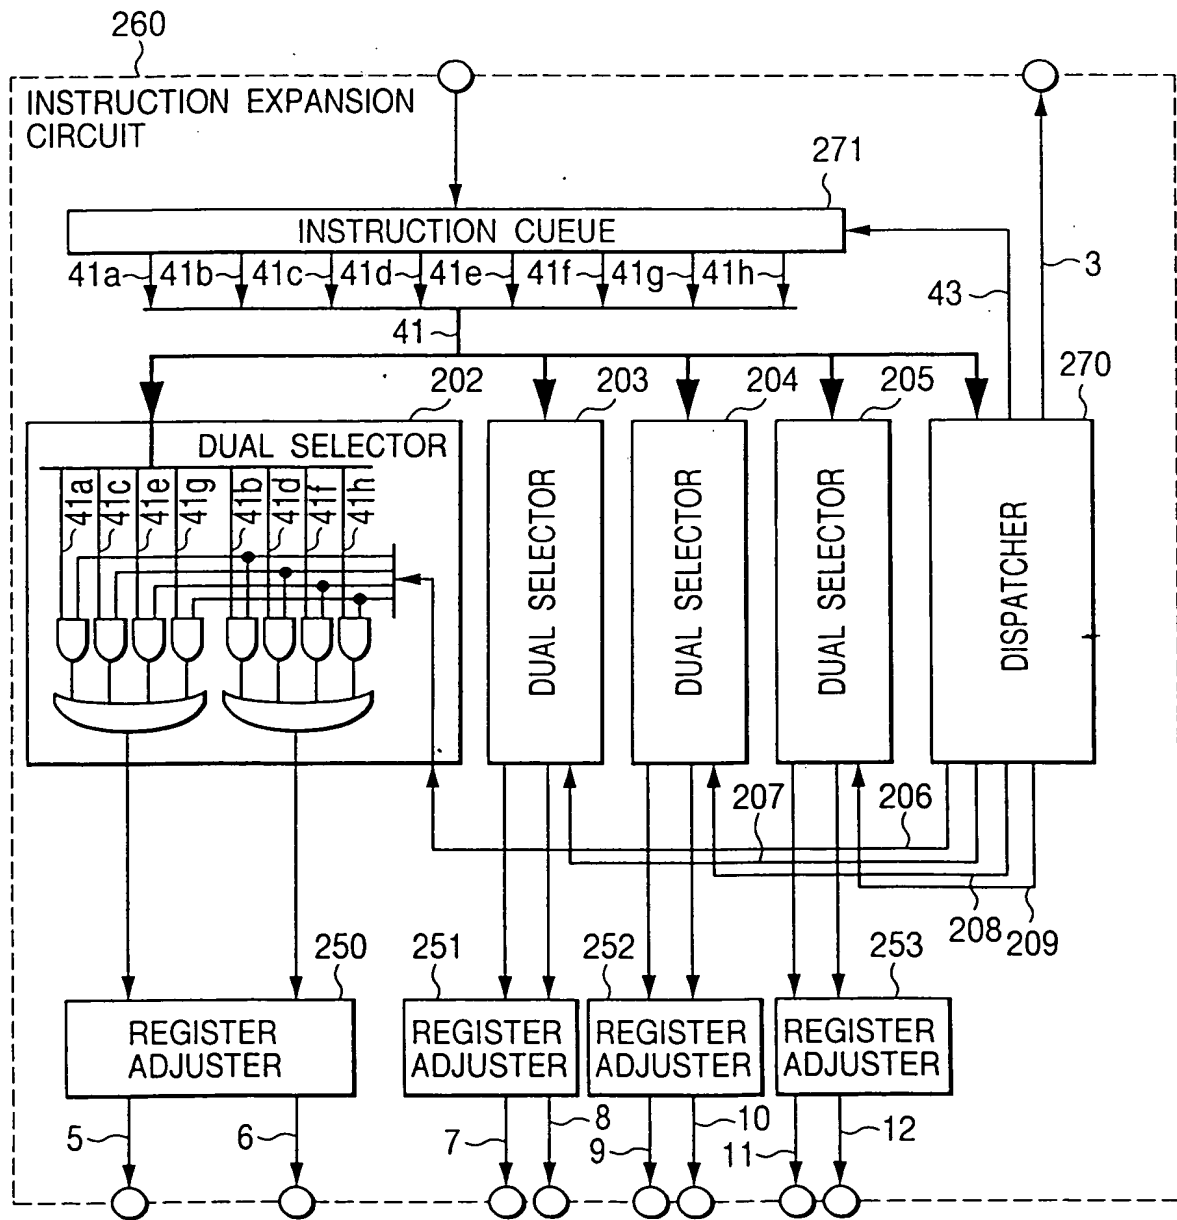 260
INSTRUCTION EXPANSION
CIRCUIT
271
INSTRUCTION CUEUE
41a 41b 41c 41d 41e 41f 41g 41h
43
3
41
202 203 204 205 270
DUAL SELECTOR
41a 41c 41e 41g 41b 41d 41f 41h
DUAL SELECTOR
DUAL SELECTOR
DUAL SELECTOR
DISPATCHER
207 206
208 209
250 251 252 253
REGISTER
ADJUSTER
REGISTER
ADJUSTER
REGISTER
ADJUSTER
REGISTER
ADJUSTER
5 6 7 8 9 10 11 12